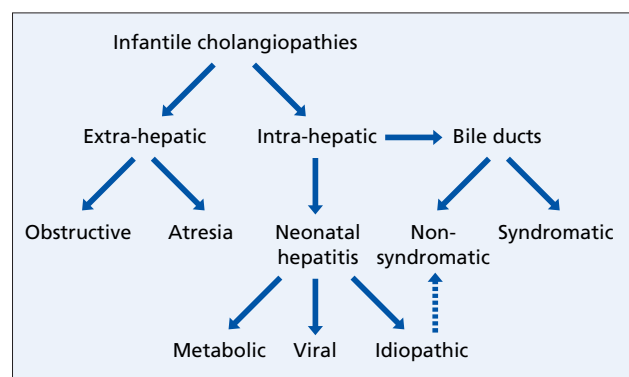 Infantile cholangiopathies
Extra-hepatic
Intra-hepatic
Bile ducts
Obstructive
Atresia
Neonatal
hepatitis
Non-
syndromatic
Syndromatic
Metabolic
Viral
Idiopathic